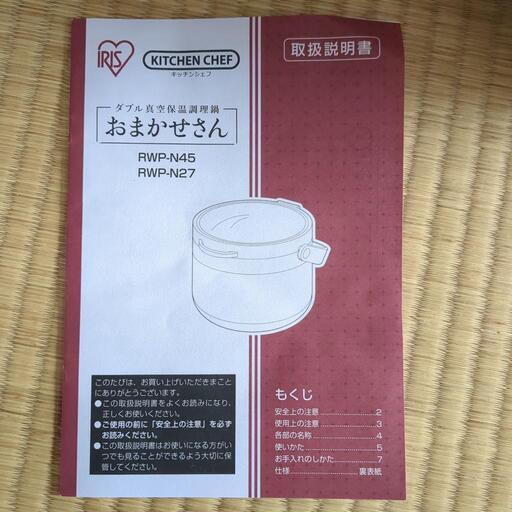 IRIS
KITCHEN CHEF
キッチンシェフ
取扱説明書
ダブル真空保温調理鍋
おまかせさん
RWP-N45
RWP-N27
このたびは、お買い上げいただきまこと
にありがとうございます。
●この取扱説明書をよくお読みになり、
正しくお使いください。
●ご使用の前に「安全上の注意」を必ず
お読みください。
●この取扱説明書はお使いになる方がい
つでも見ることができるよう大切に保
管してください。
もくじ
安全上の注意……………2
使用上の注意……………3
各部の名称………………4
使いかた…………………5
お手入れのしかた………7
仕様…………………裏表紙